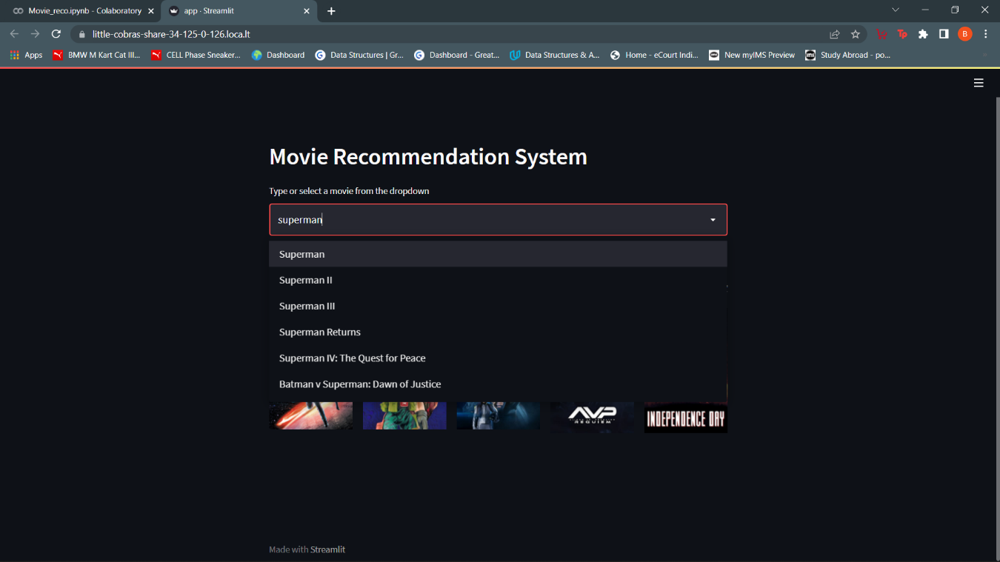 Movie_reco.ipynb - Colaboratory
app · Streamlit
little-cobras-share-34-125-0-126.loca.lt
B
Apps
BMW M Kart Cat III...
CELL Phase Sneaker...
Dashboard
Data Structures | Gr...
Dashboard - Great...
Data Structures & A...
Home - eCourt Indi...
New myIMS Preview
Study Abroad - po...
Movie Recommendation System
Type or select a movie from the dropdown
superman
Superman
Superman II
Superman III
Superman Returns
Superman IV: The Quest for Peace
Batman v Superman: Dawn of Justice
AVP
REQUIEM
INDEPENDENCE DAY
Made with Streamlit